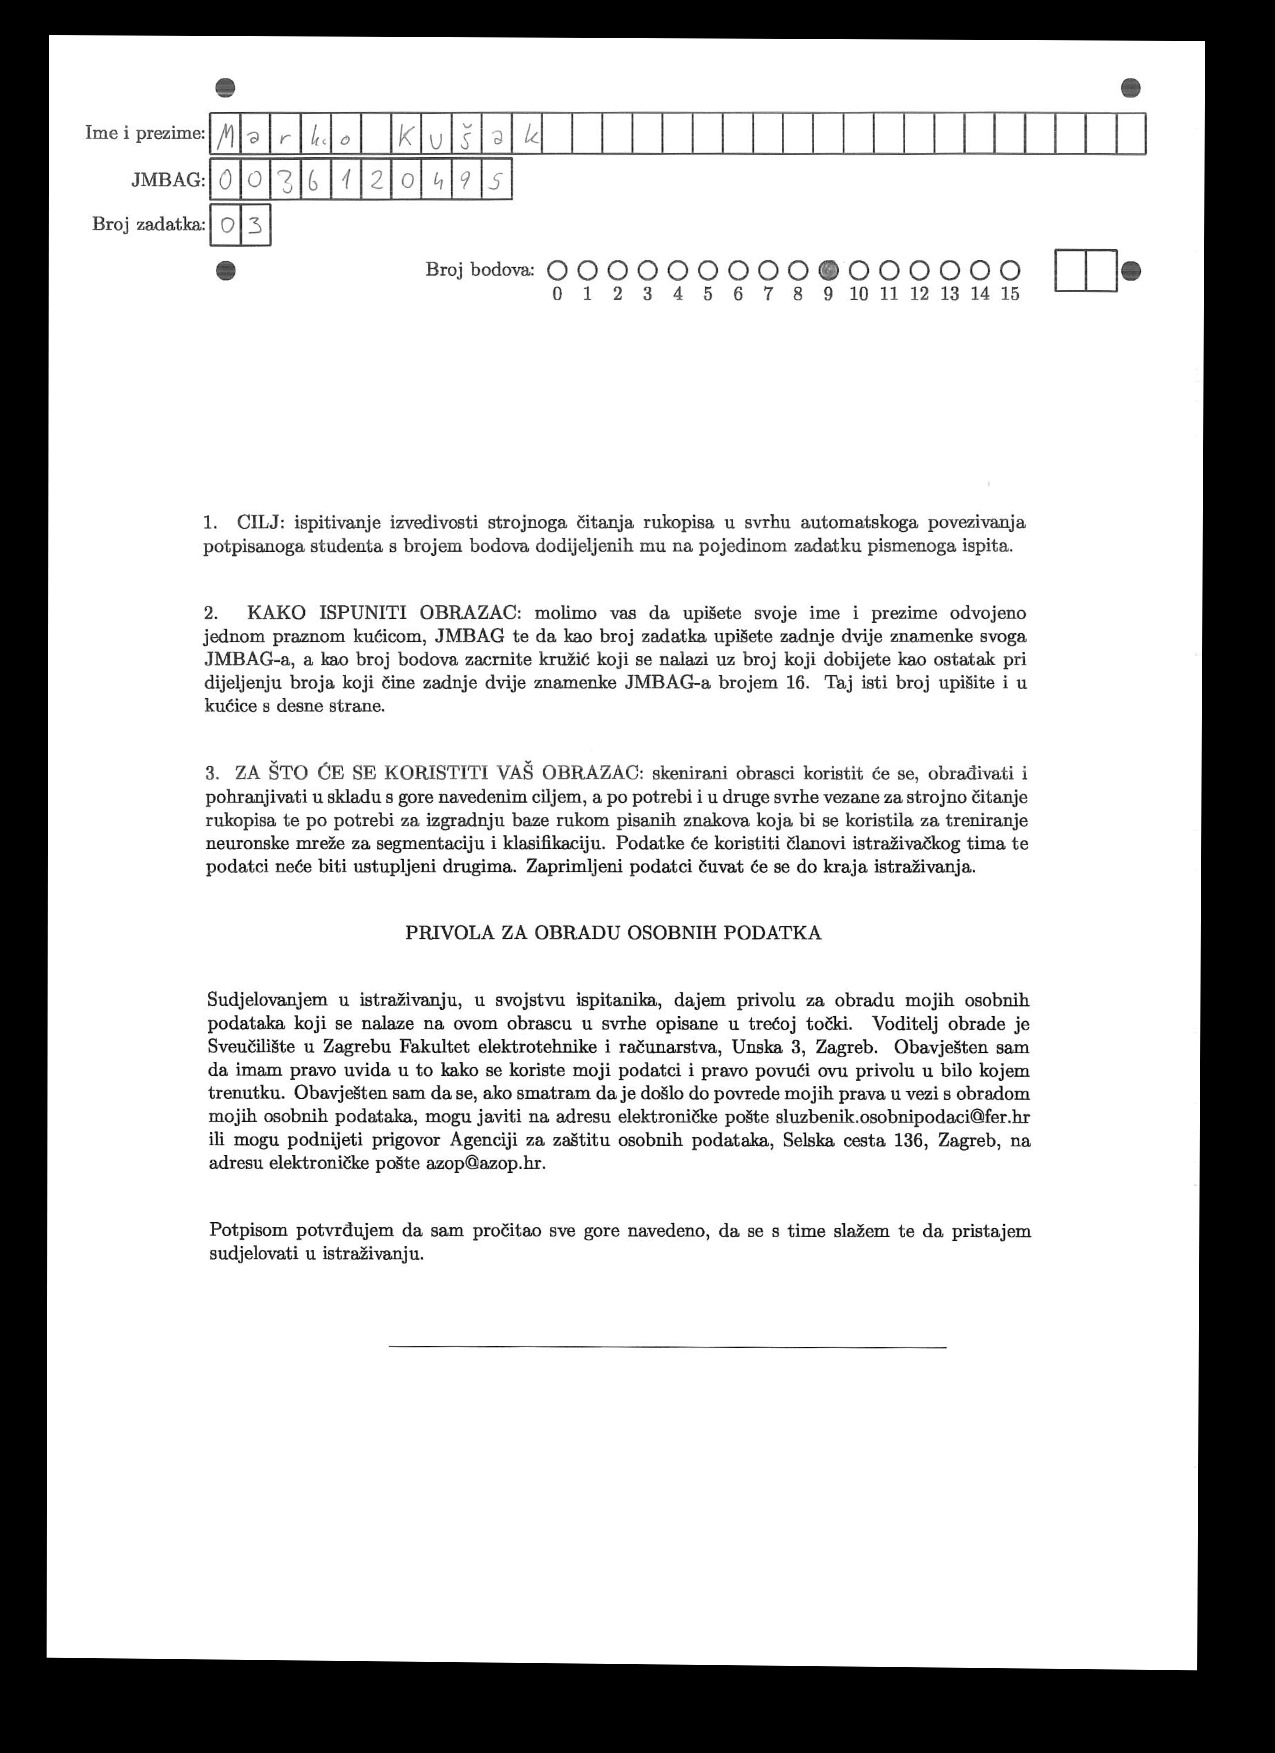 Ime i prezime: Marko Kušak
JMBAG: 0036120495
Broj zadatka: 03
Broj bodova:
0 1 2 3 4 5 6 7 8 9 10 11 12 13 14 15
1. CILJ: ispitivanje izvedivosti strojnoga čitanja rukopisa u svrhu automatskoga povezivanja
potpisanoga studenta s brojem bodova dodijeljenih mu na pojedinom zadatku pismenoga ispita.
2. KAKO ISPUNITI OBRAZAC: molimo vas da upišete svoje ime i prezime odvojeno
jednom praznom kućicom, JMBAG te da kao broj zadatka upišete zadnje dvije znamenke svoga
JMBAG-a, a kao broj bodova zacrnite kružić koji se nalazi uz broj koji dobijete kao ostatak pri
dijeljenju broja koji čine zadnje dvije znamenke JMBAG-a brojem 16. Taj isti broj upišite i u
kućice s desne strane.
3. ZA ŠTO ĆE SE KORISTITI VAŠ OBRAZAC: skenirani obrasci koristit će se, obrađivati i
pohranjivati u skladu s gore navedenim ciljem, a po potrebi i u druge svrhe vezane za strojno čitanje
rukopisa te po potrebi za izgradnju baze rukom pisanih znakova koja bi se koristila za treniranje
neuronske mreže za segmentaciju i klasifikaciju. Podatke će koristiti članovi istraživačkog tima te
podatci neće biti ustupljeni drugima. Zaprimljeni podatci čuvat će se do kraja istraživanja.
PRIVOLA ZA OBRADU OSOBNIH PODATKA
Sudjelovanjem u istraživanju, u svojstvu ispitanika, dajem privolu za obradu mojih osobnih
podataka koji se nalaze na ovom obrascu u svrhe opisane u trećoj točki. Voditelj obrade je
Sveučilište u Zagrebu Fakultet elektrotehnike i računarstva, Unska 3, Zagreb. Obavješten sam
da imam pravo uvida u to kako se koriste moji podatci i pravo povući ovu privolu u bilo kojem
trenutku. Obavješten sam da se, ako smatram da je došlo do povrede mojih prava u vezi s obradom
mojih osobnih podataka, mogu javiti na adresu elektroničke pošte sluzbenik.osobnipodaci@fer.hr
ili mogu podnijeti prigovor Agenciji za zaštitu osobnih podataka, Selska cesta 136, Zagreb, na
adresu elektroničke pošte azop@azop.hr.
Potpisom potvrđujem da sam pročitao sve gore navedeno, da se s time slažem te da pristajem
sudjelovati u istraživanju.